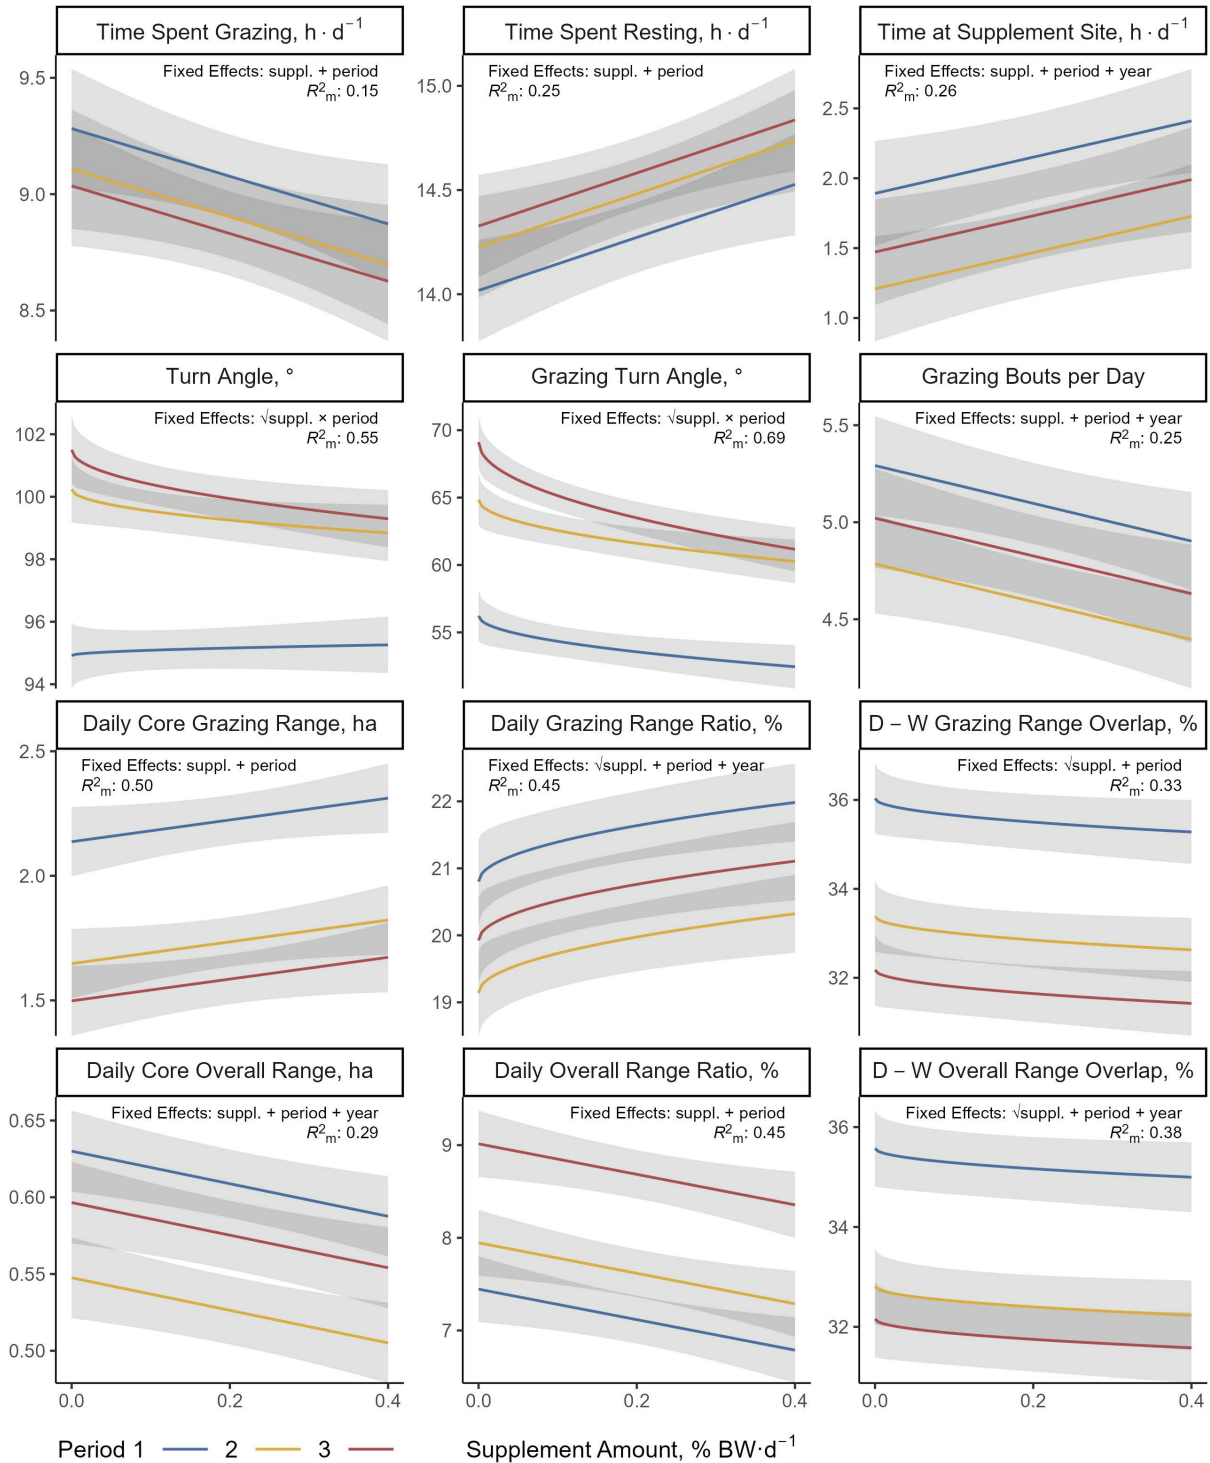 Time Spent Grazing, h · d⁻¹
Fixed Effects: suppl. + period
R²m: 0.15
9.5
9.0
8.5
Time Spent Resting, h · d⁻¹
Fixed Effects: suppl. + period
R²m: 0.25
15.0
14.5
14.0
Time at Supplement Site, h · d⁻¹
Fixed Effects: suppl. + period + year
R²m: 0.26
2.5
2.0
1.5
1.0
Turn Angle, °
Fixed Effects: √suppl. × period
R²m: 0.55
102
100
98
96
94
Grazing Turn Angle, °
Fixed Effects: √suppl. × period
R²m: 0.69
70
65
60
55
Grazing Bouts per Day
Fixed Effects: suppl. + period + year
R²m: 0.25
5.5
5.0
4.5
Daily Core Grazing Range, ha
Fixed Effects: suppl. + period
R²m: 0.50
2.5
2.0
1.5
Daily Grazing Range Ratio, %
Fixed Effects: √suppl. + period + year
R²m: 0.45
22
21
20
19
D − W Grazing Range Overlap, %
Fixed Effects: √suppl. + period
R²m: 0.33
36
34
32
Daily Core Overall Range, ha
Fixed Effects: suppl. + period + year
R²m: 0.29
0.65
0.60
0.55
0.50
0.0 0.2 0.4
Daily Overall Range Ratio, %
Fixed Effects: suppl. + period
R²m: 0.45
9
8
7
0.0 0.2 0.4
D − W Overall Range Overlap, %
Fixed Effects: √suppl. + period + year
R²m: 0.38
36
34
32
0.0 0.2 0.4
Period 1 2 3
Supplement Amount, % BW·d⁻¹